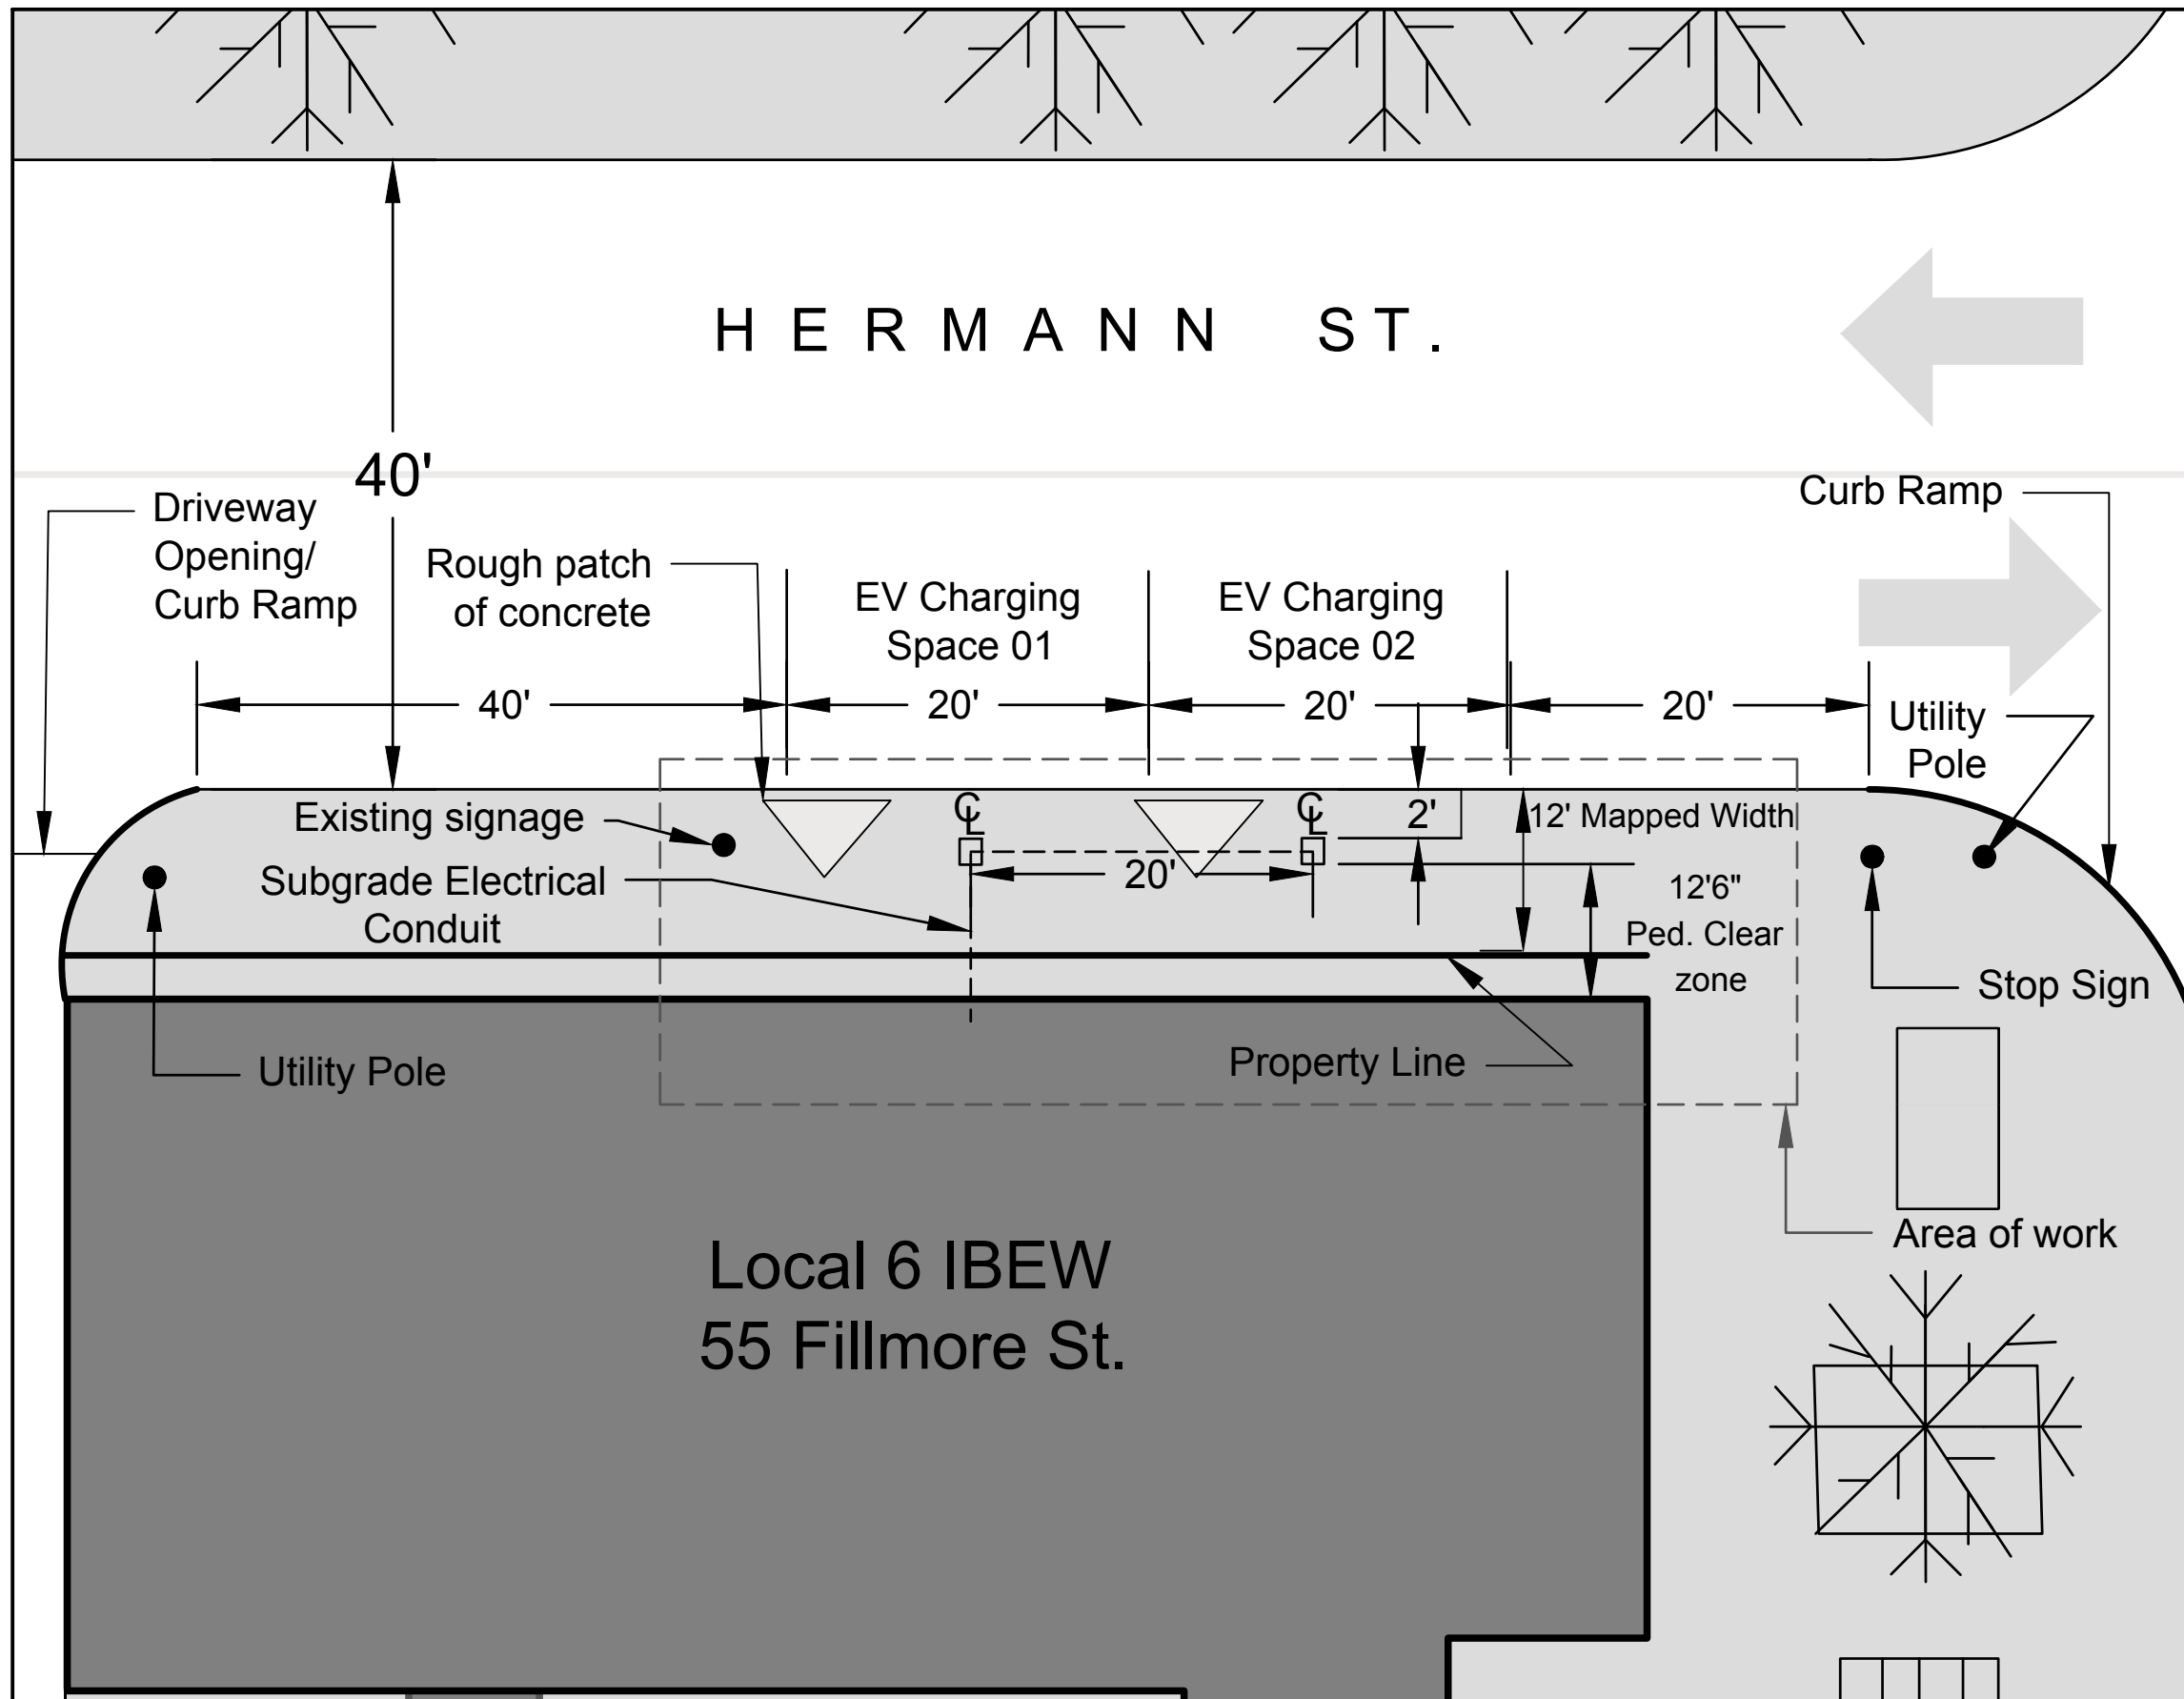 HERMANN ST.
40'
Driveway
Opening/
Curb Ramp
Rough patch
of concrete
EV Charging
Space 01
EV Charging
Space 02
Curb Ramp
40'
20'
20'
20'
Utility
Pole
Existing signage
CL
CL
2'
12' Mapped Width
Subgrade Electrical
Conduit
20'
12'6"
Ped. Clear
zone
Stop Sign
Utility Pole
Property Line
Area of work
Local 6 IBEW
55 Fillmore St.